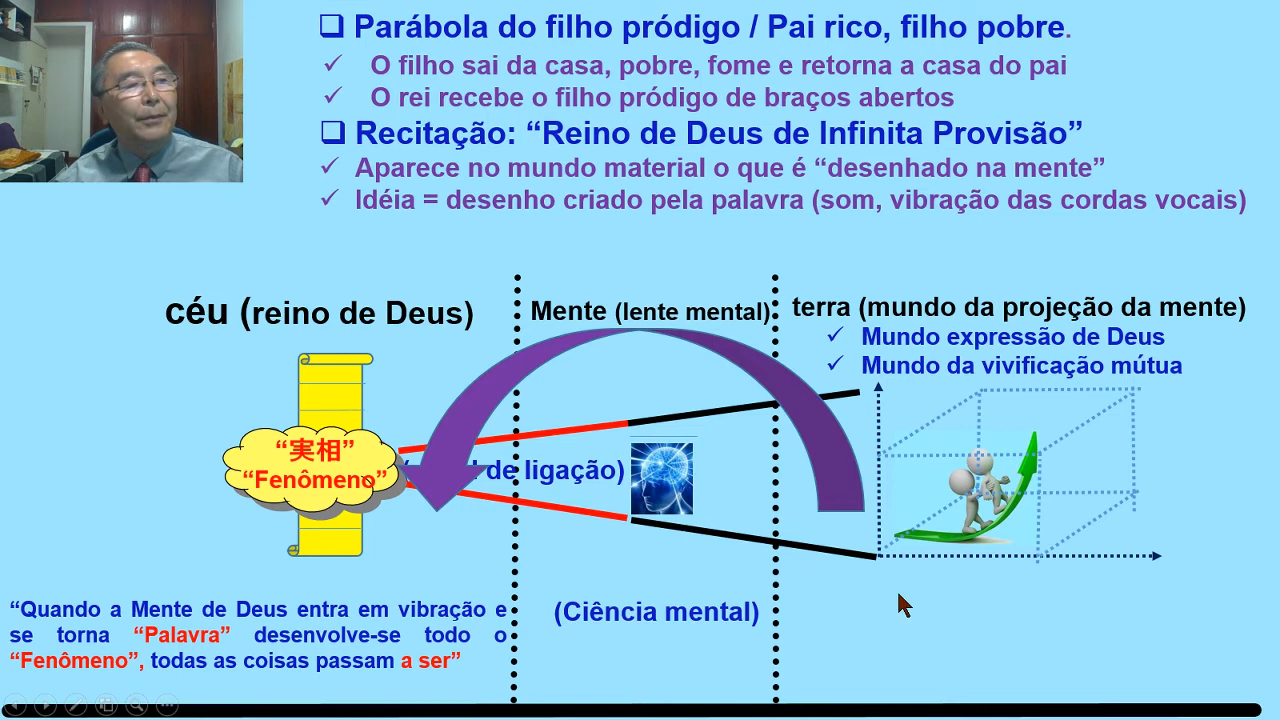 Parábola do filho pródigo / Pai rico, filho pobre.
O filho sai da casa, pobre, fome e retorna a casa do pai
O rei recebe o filho pródigo de braços abertos
Recitação: “Reino de Deus de Infinita Provisão”
Aparece no mundo material o que é “desenhado na mente”
Idéia = desenho criado pela palavra (som, vibração das cordas vocais)
céu (reino de Deus)
Mente (lente mental)
terra (mundo da projeção da mente)
Mundo expressão de Deus
Mundo da vivificação mútua
“実相”
“Fenômeno”
de ligação)
(Ciência mental)
“Quando a Mente de Deus entra em vibração e
se torna “Palavra” desenvolve-se todo o
“Fenômeno”, todas as coisas passam a ser”